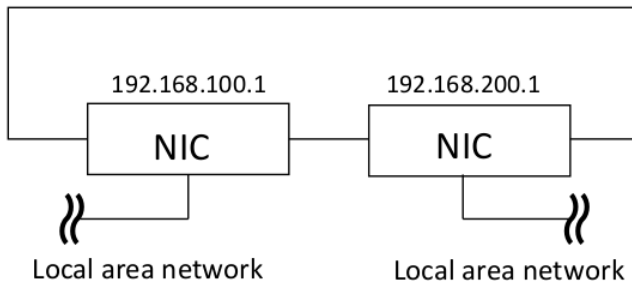 192.168.100.1
192.168.200.1
NIC
NIC
Local area network
Local area network